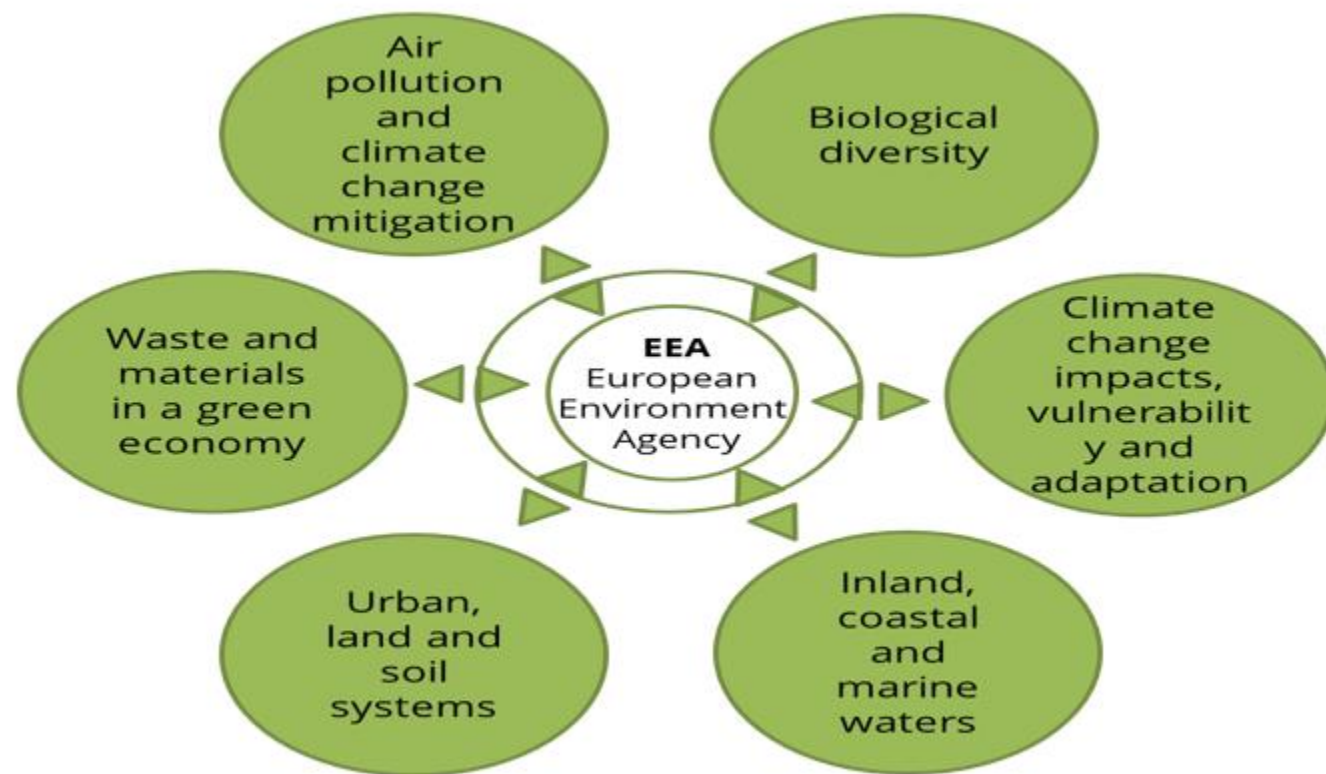 Air
pollution
and
climate
change
mitigation
Biological
diversity
Waste and
materials
in a green
economy
EEA
European
Environment
Agency
Climate
change
impacts,
vulnerabilit
y and
adaptation
Urban,
land and
soil
systems
Inland,
coastal
and
marine
waters